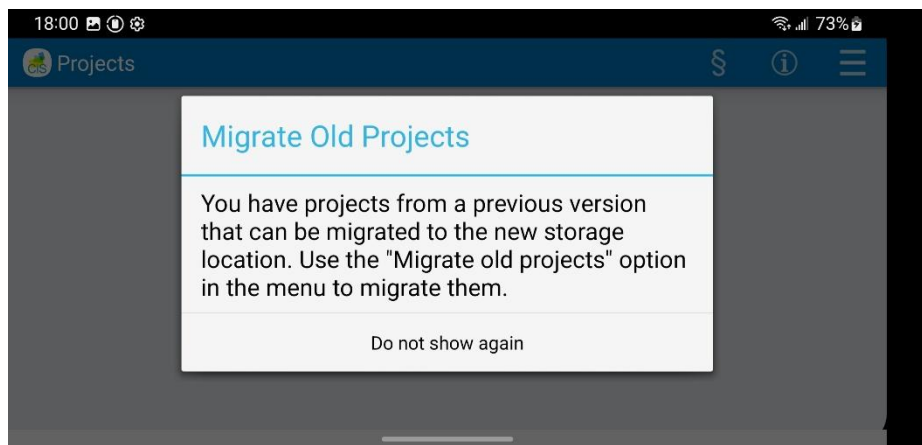 18:00 73%
CIS Projects §
Migrate Old Projects
You have projects from a previous version
that can be migrated to the new storage
location. Use the "Migrate old projects" option
in the menu to migrate them.
Do not show again